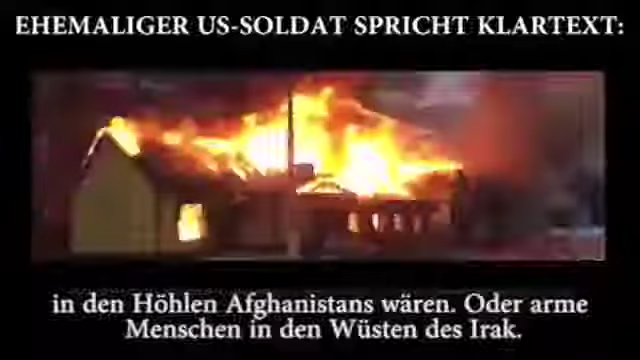 EHEMALIGER US-SOLDAT SPRICHT KLARTEXT:
in den Höhlen Afghanistans wären. Oder arme
Menschen in den Wüsten des Irak.